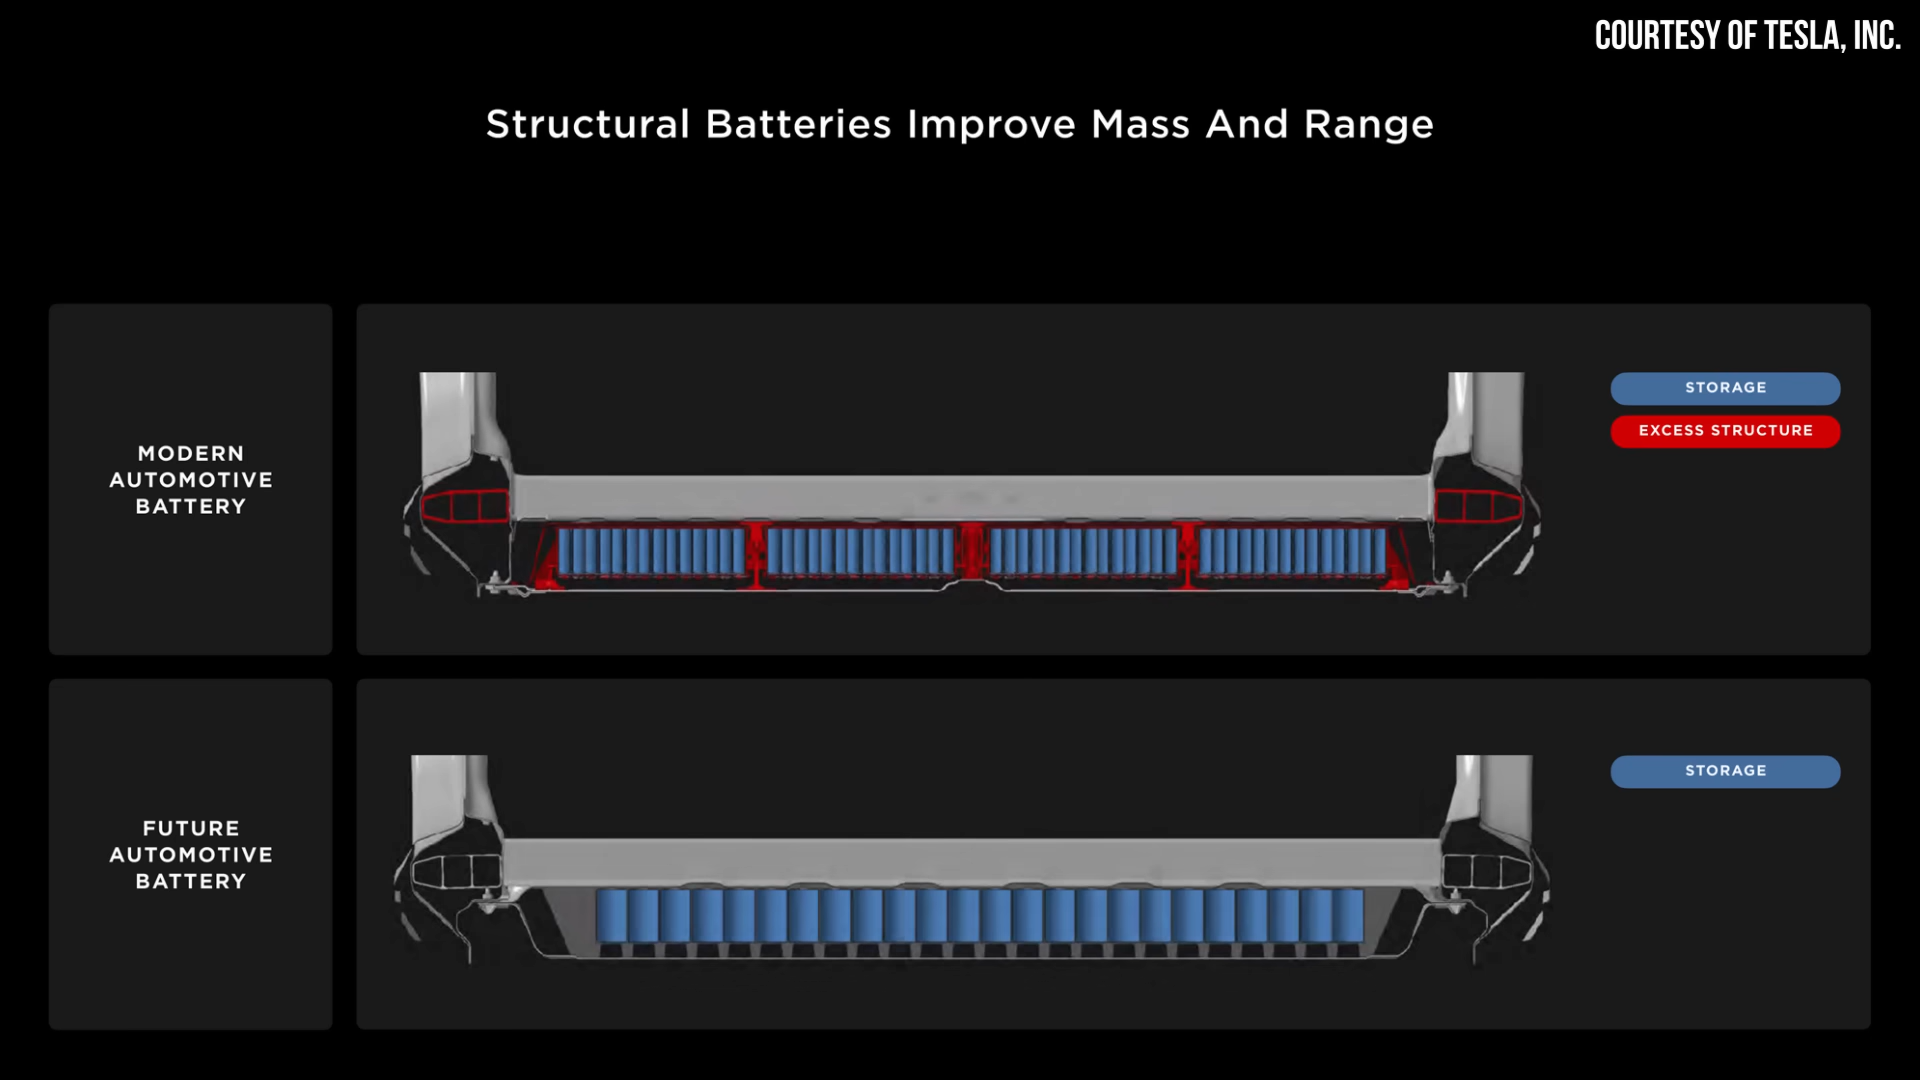 COURTESY OF TESLA, INC.
Structural Batteries Improve Mass And Range
MODERN
AUTOMOTIVE
BATTERY
STORAGE
EXCESS STRUCTURE
FUTURE
AUTOMOTIVE
BATTERY
STORAGE